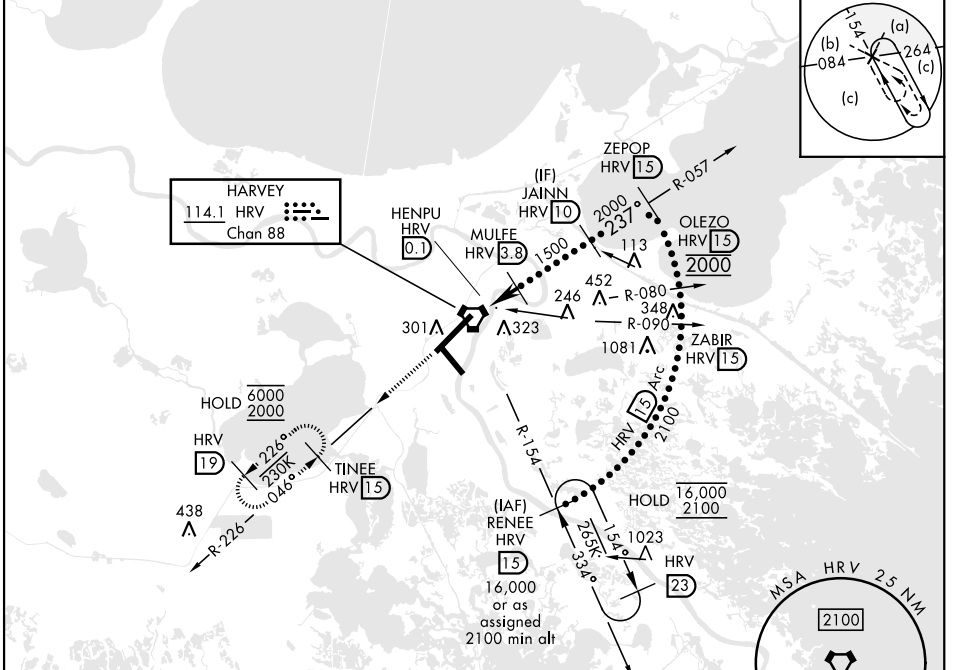 154
(a)
(b)
084
264
(c)
(c)
ZEPOP
HRV 15
R-057
(IF)
JAINN
HRV 10
2000
237°
HARVEY
114.1 HRV
Chan 88
HENPU
HRV
0.1
MULFE
HRV 3.8
1500
113
OLEZO
HRV 15
2000
452
246
R-080
348
R-090
301
323
1081
ZABIR
HRV 15
HRV 15 Arc
2100
HOLD 6000
2000
HRV
19
226°
230K
046°
TINEE
HRV 15
R-154
438
R-226
(IAF)
RENEE
HRV
15
16,000
or as
assigned
2100 min alt
HOLD 16,000
2100
265K
154°
334°
1023
HRV
23
MSA HRV 25 NM
2100